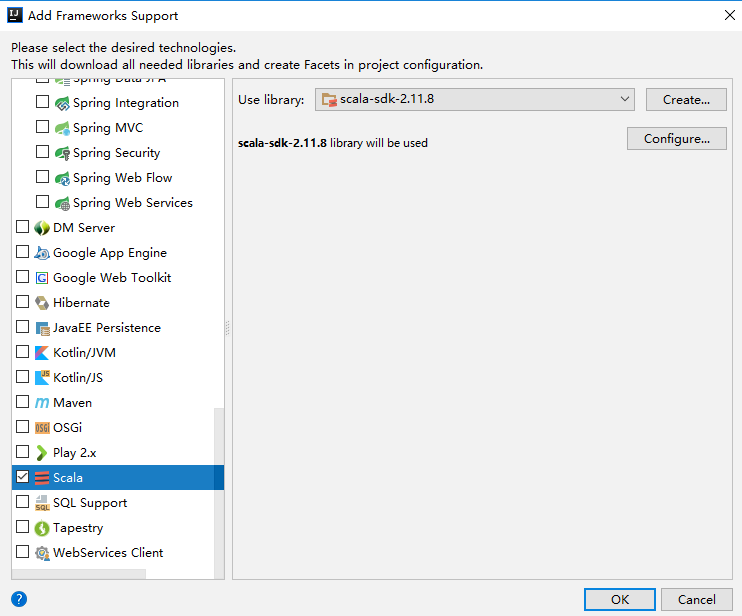 Add Frameworks Support
Please select the desired technologies.
This will download all needed libraries and create Facets in project configuration.
Spring Data JPA
Spring Integration
Spring MVC
Spring Security
Spring Web Flow
Spring Web Services
DM Server
Google App Engine
Google Web Toolkit
Hibernate
JavaEE Persistence
Kotlin/JVM
Kotlin/JS
Maven
OSGi
Play 2.x
Scala
SQL Support
Tapestry
WebServices Client
Use library:
scala-sdk-2.11.8
Create...
scala-sdk-2.11.8 library will be used
Configure...
?
OK
Cancel